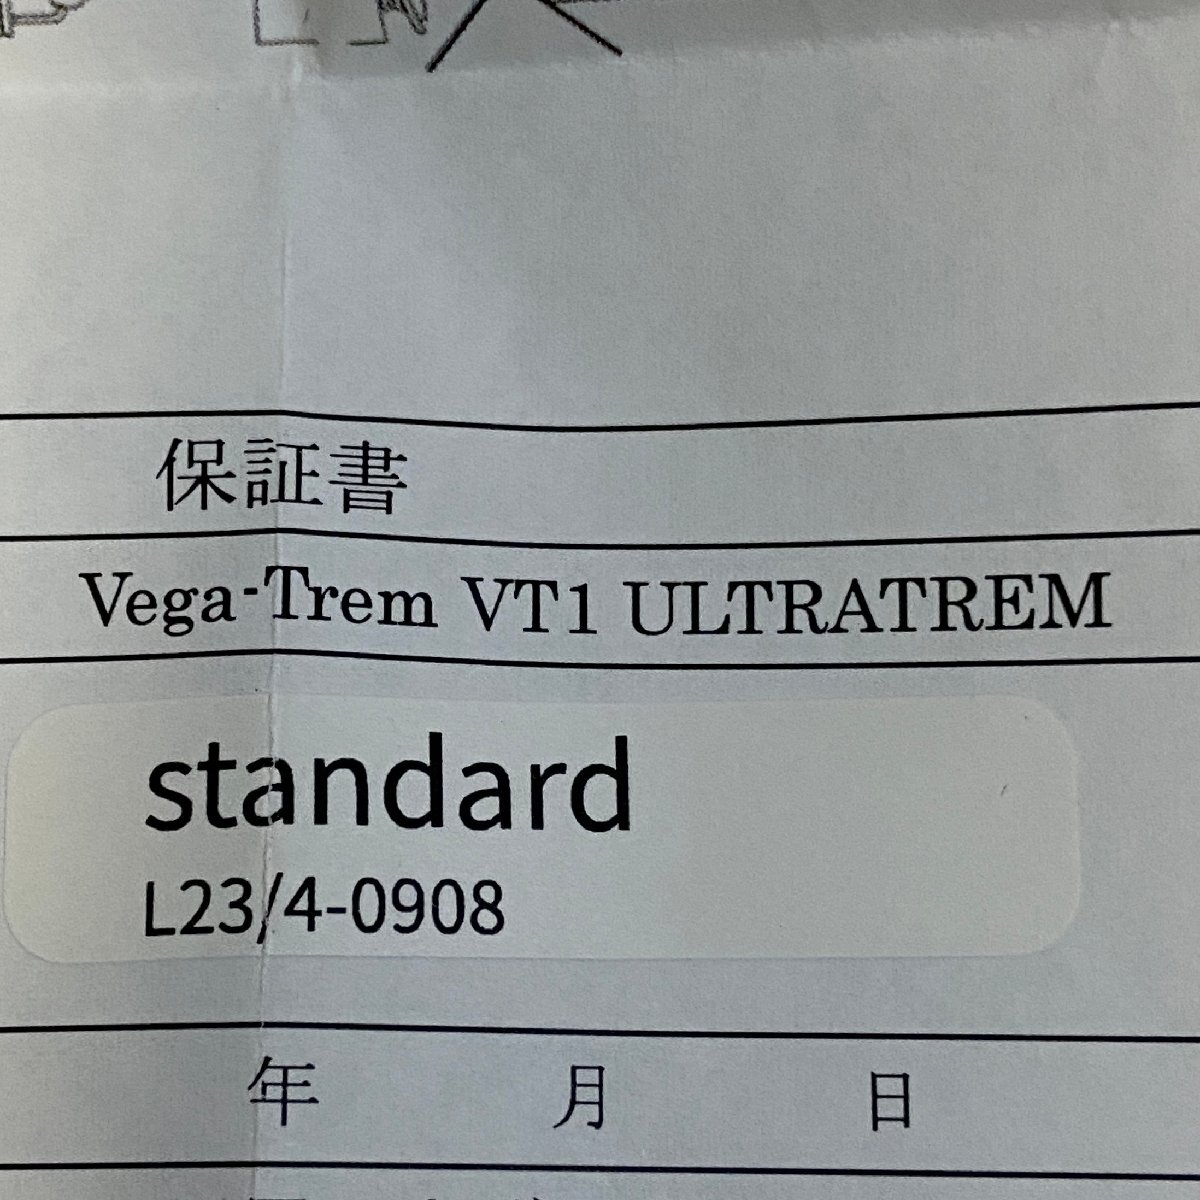 保証書
Vega-Trem VT1 ULTRATREM
standard
L23/4-0908
年 月 日